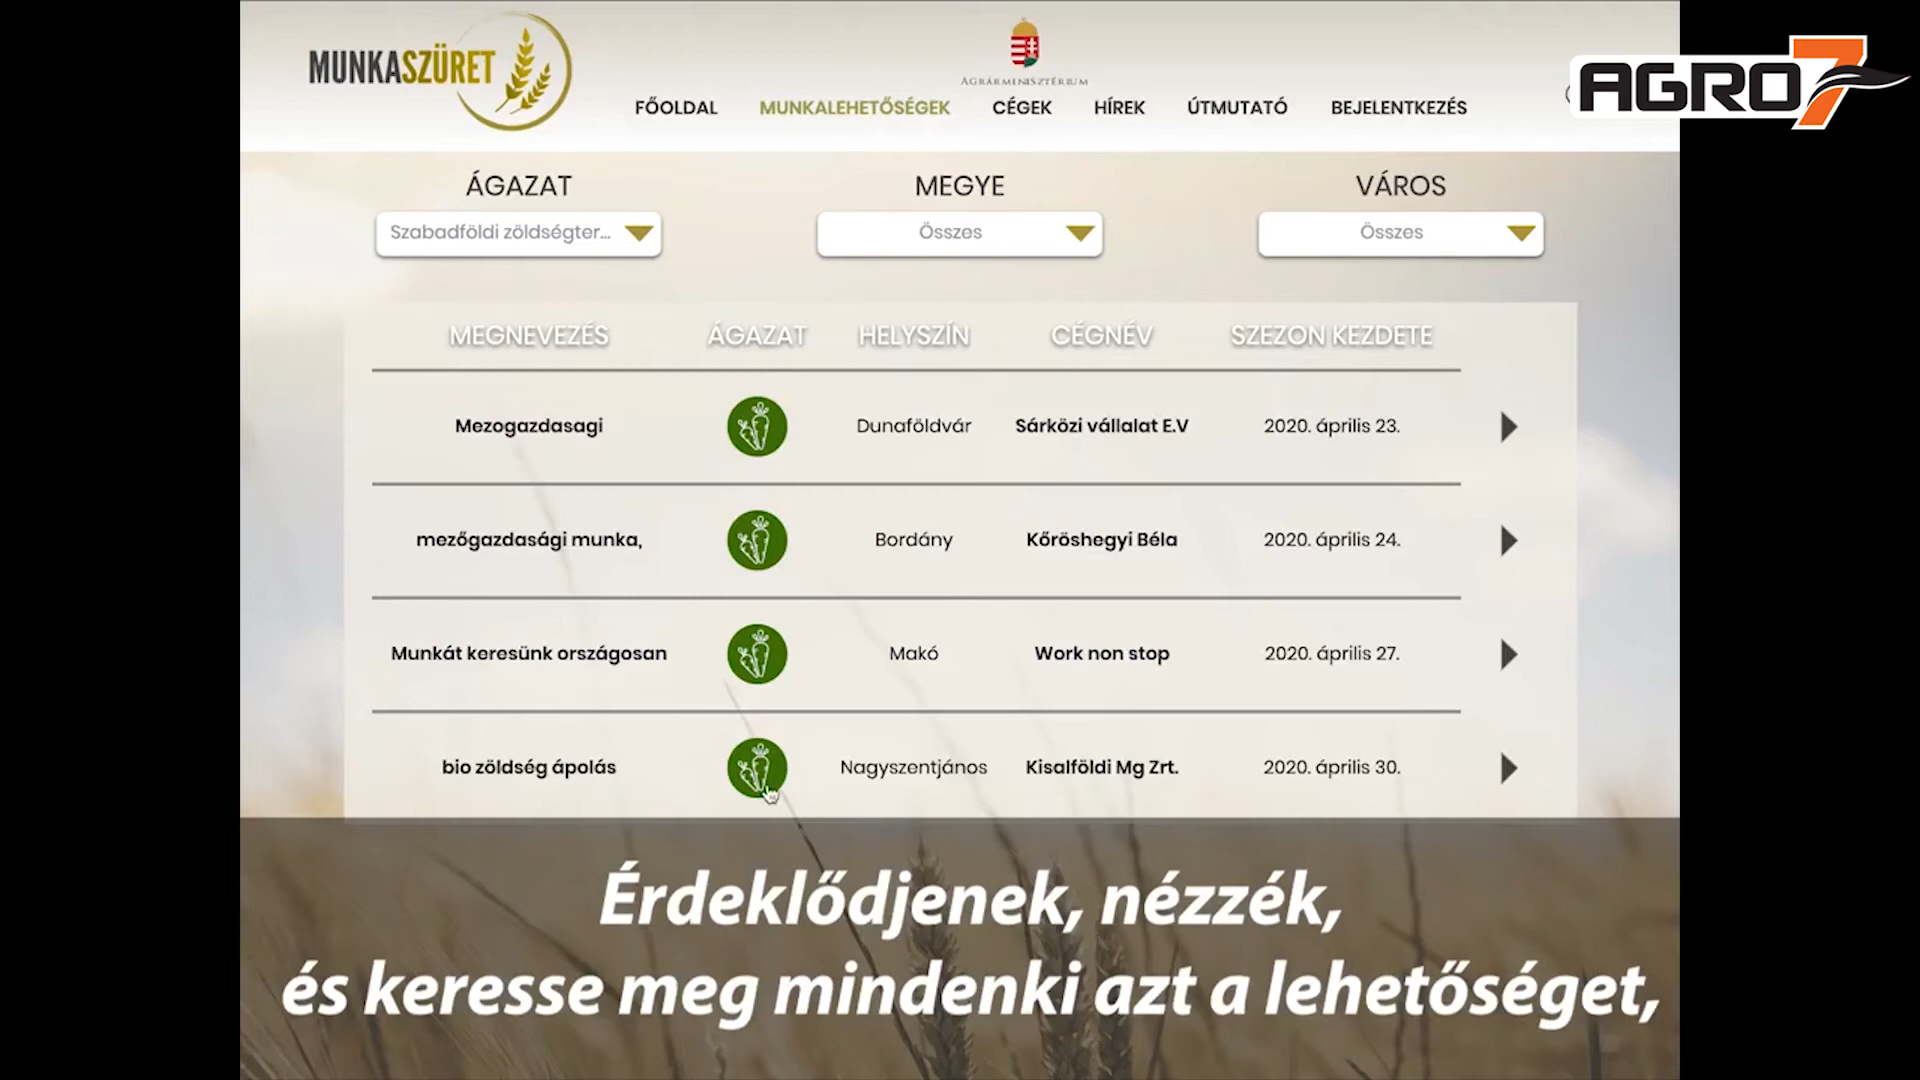 MUNKASZÜRET
AGRÁRMINISZTÉRIUM
AGRO7
FŐOLDAL MUNKALEHETŐSÉGEK CÉGEK HÍREK ÚTMUTATÓ BEJELENTKEZÉS
ÁGAZAT MEGYE VÁROS
Szabadföldi zöldségter... Összes Összes
MEGNEVEZÉS ÁGAZAT HELYSZÍN CÉGNÉV SZEZON KEZDETE
Mezogazdasagi Dunaföldvár Sárközi vállalat E.V 2020. április 23.
mezőgazdasági munka, Bordány Kőröshegyi Béla 2020. április 24.
Munkát keresünk országosan Makó Work non stop 2020. április 27.
bio zöldség ápolás Nagyszentjános Kisalföldi Mg Zrt. 2020. április 30.
Érdeklődjenek, nézzék,
és keresse meg mindenki azt a lehetőséget,